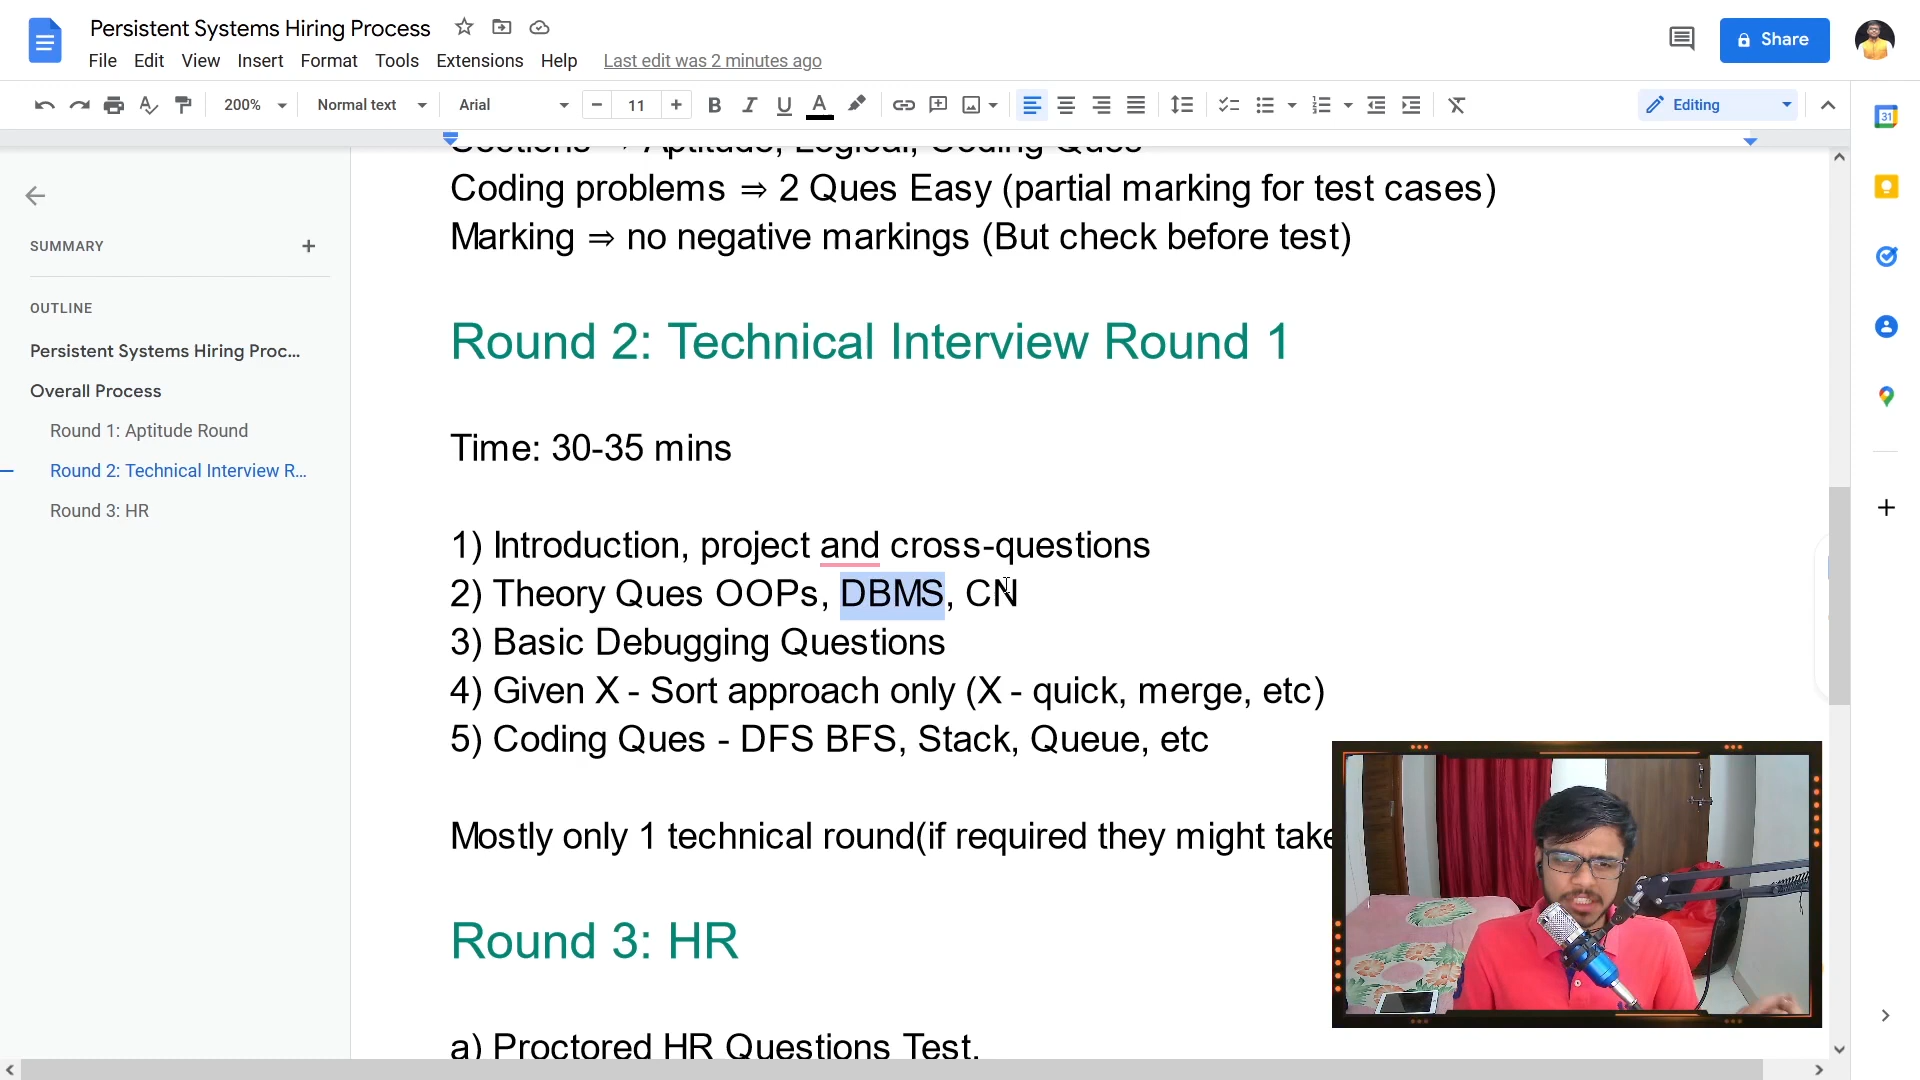 Persistent Systems Hiring Process
File Edit View Insert Format Tools Extensions Help Last edit was 2 minutes ago
Share
200% Normal text Arial 11 Editing
31
SUMMARY
OUTLINE
Persistent Systems Hiring Proc...
Overall Process
Round 1: Aptitude Round
Round 2: Technical Interview R...
Round 3: HR
Sections ⇒ Aptitude, Logical, Coding Ques
Coding problems ⇒ 2 Ques Easy (partial marking for test cases)
Marking ⇒ no negative markings (But check before test)
Round 2: Technical Interview Round 1
Time: 30-35 mins
1) Introduction, project and cross-questions
2) Theory Ques OOPs, DBMS, CN
3) Basic Debugging Questions
4) Given X - Sort approach only (X - quick, merge, etc)
5) Coding Ques - DFS BFS, Stack, Queue, etc
Mostly only 1 technical round(if required they might take
Round 3: HR
a) Proctored HR Questions Test.